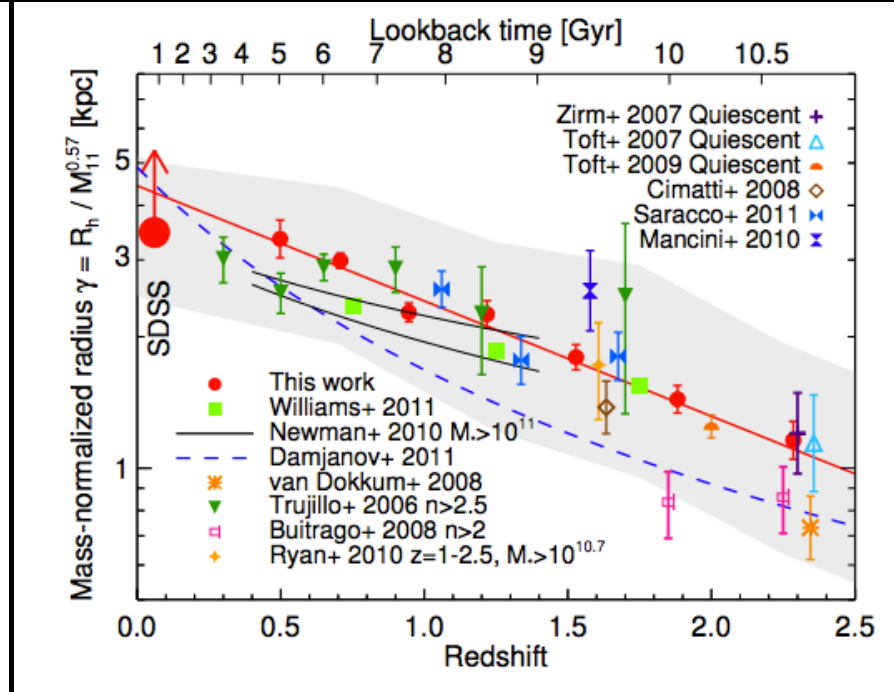 Lookback time [Gyr]
1 2 3 4 5 6 7 8 9 10 10.5
Mass-normalized radius γ = R_h / M_11^0.57 [kpc]
5
3
1
Zirm+ 2007 Quiescent
Toft+ 2007 Quiescent
Toft+ 2009 Quiescent
Cimatti+ 2008
Saracco+ 2011
Mancini+ 2010
SDSS
This work
Williams+ 2011
Newman+ 2010 M*>10^11
Damjanov+ 2011
van Dokkum+ 2008
Trujillo+ 2006 n>2.5
Buitrago+ 2008 n>2
Ryan+ 2010 z=1-2.5, M*>10^10.7
0.0 0.5 1.0 1.5 2.0 2.5
Redshift